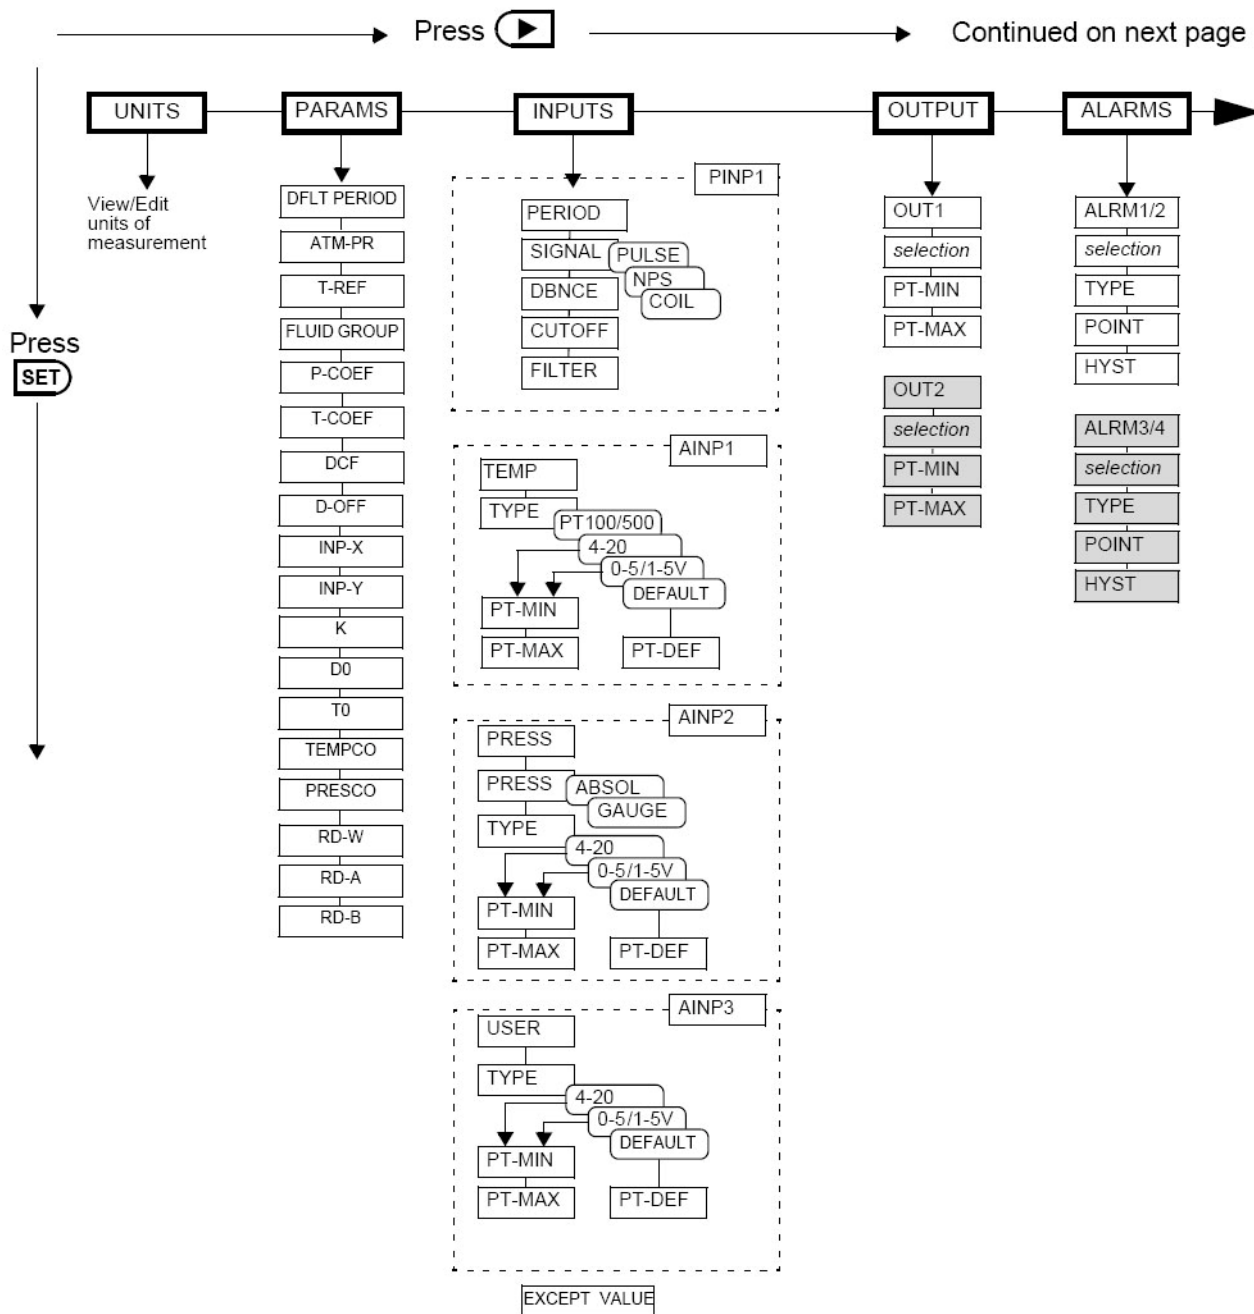 Press
Continued on next page
UNITS
PARAMS
INPUTS
OUTPUT
ALARMS
Press
SET
View/Edit
units of
measurement
DFLT PERIOD
ATM-PR
T-REF
FLUID GROUP
P-COEF
T-COEF
DCF
D-OFF
INP-X
INP-Y
K
D0
T0
TEMPCO
PRESCO
RD-W
RD-A
RD-B
PINP1
PERIOD
SIGNAL
PULSE
NPS
COIL
DBNCE
CUTOFF
FILTER
AINP1
TEMP
TYPE
PT100/500
4-20
0-5/1-5V
DEFAULT
PT-MIN
PT-MAX
PT-DEF
AINP2
PRESS
PRESS
ABSOL
GAUGE
TYPE
4-20
0-5/1-5V
DEFAULT
PT-MIN
PT-MAX
PT-DEF
AINP3
USER
TYPE
4-20
0-5/1-5V
DEFAULT
PT-MIN
PT-MAX
PT-DEF
EXCEPT VALUE
OUT1
selection
PT-MIN
PT-MAX
OUT2
selection
PT-MIN
PT-MAX
ALRM1/2
selection
TYPE
POINT
HYST
ALRM3/4
selection
TYPE
POINT
HYST